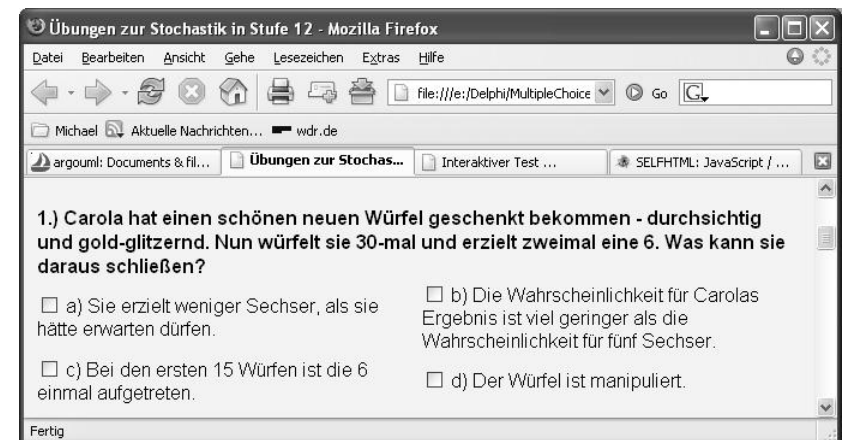 Übungen zur Stochastik in Stufe 12 - Mozilla Firefox
Datei Bearbeiten Ansicht Gehe Lesezeichen Extras Hilfe
file:///e:/Delphi/MultipleChoice Go G
Michael Aktuelle Nachrichten... wdr.de
argouml: Documents & fil... Übungen zur Stochas... Interaktiver Test ... SELFHTML: JavaScript / ...
1.) Carola hat einen schönen neuen Würfel geschenkt bekommen - durchsichtig
und gold-glitzernd. Nun würfelt sie 30-mal und erzielt zweimal eine 6. Was kann sie
daraus schließen?
a) Sie erzielt weniger Sechser, als sie
hätte erwarten dürfen.
b) Die Wahrscheinlichkeit für Carolas
Ergebnis ist viel geringer als die
Wahrscheinlichkeit für fünf Sechser.
c) Bei den ersten 15 Würfen ist die 6
einmal aufgetreten.
d) Der Würfel ist manipuliert.
Fertig